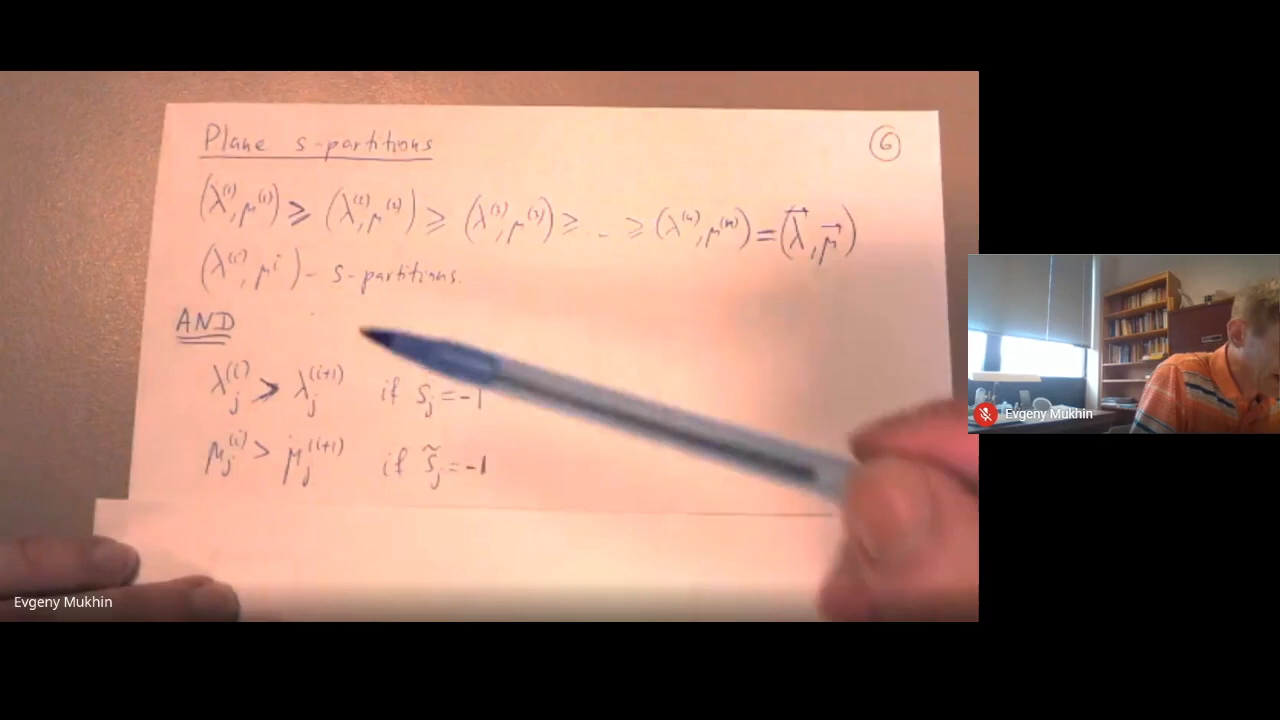 Plane s-partitions
⑥
(λ⁽¹⁾, μ⁽¹⁾) ≥ (λ⁽²⁾, μ⁽²⁾) ≥ (λ⁽³⁾, μ⁽³⁾) ≥ ... ≥ (λ⁽ᵐ⁾, μ⁽ᵐ⁾) = (λ⃗, μ⃗)
(λ⁽ⁱ⁾, μⁱ) - s-partitions.
AND
λⱼ⁽ⁱ⁾ > λⱼ⁽ⁱ⁺¹⁾ if sⱼ = -1
μⱼ⁽ⁱ⁾ > μⱼ⁽ⁱ⁺¹⁾ if s̃ⱼ = -1
Evgeny Mukhin
Evgeny Mukhin